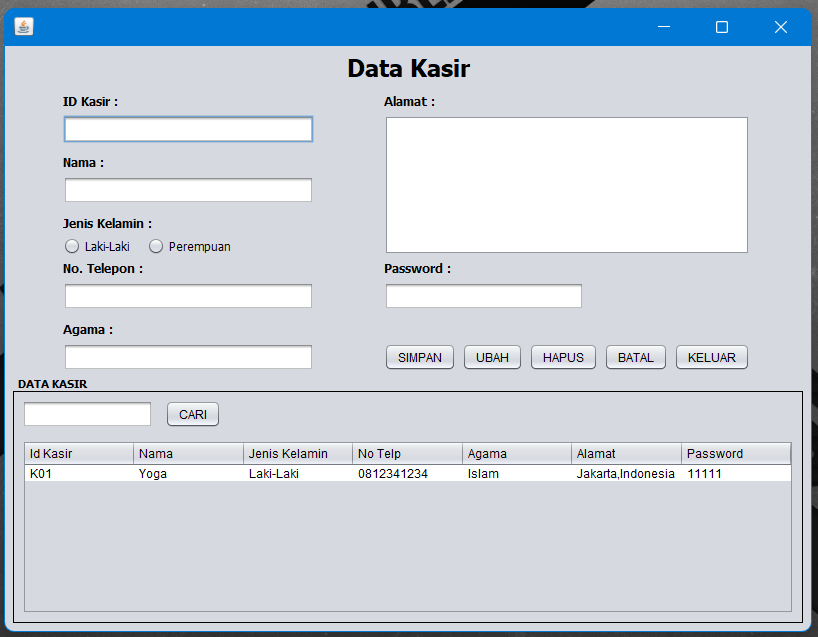 Data Kasir
ID Kasir :
Nama :
Jenis Kelamin :
Laki-Laki Perempuan
No. Telepon :
Agama :
Alamat :
Password :
SIMPAN UBAH HAPUS BATAL KELUAR
DATA KASIR
CARI
Id Kasir Nama Jenis Kelamin No Telp Agama Alamat Password
K01 Yoga Laki-Laki 0812341234 Islam Jakarta,Indonesia 11111